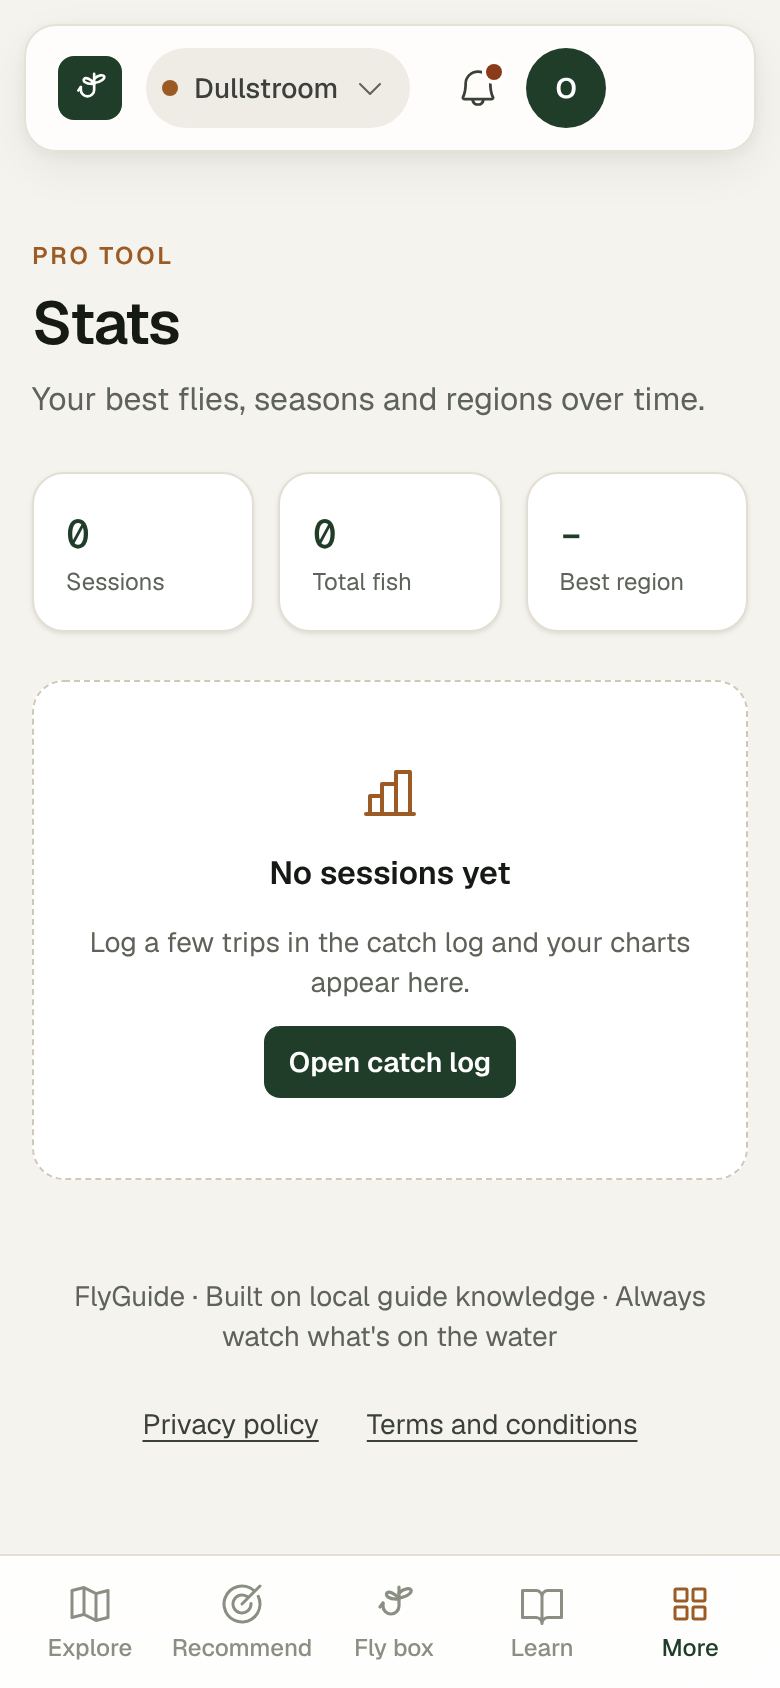 Dullstroom
O
PRO TOOL
Stats
Your best flies, seasons and regions over time.
0
Sessions
0
Total fish
–
Best region
No sessions yet
Log a few trips in the catch log and your charts
appear here.
Open catch log
FlyGuide · Built on local guide knowledge · Always
watch what's on the water
Privacy policy Terms and conditions
Explore Recommend Fly box Learn More